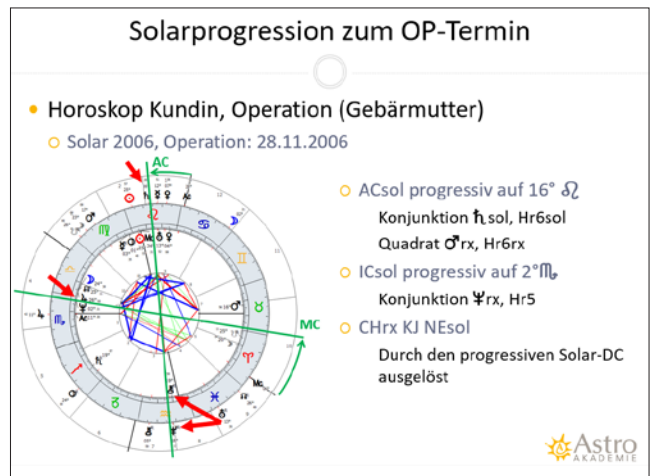 Solarprogression zum OP-Termin
Horoskop Kundin, Operation (Gebärmutter)
Solar 2006, Operation: 28.11.2006
AC
MC
ACsol progressiv auf 16° ♌
Konjunktion ♄sol, Hr6sol
Quadrat ♂rx, Hr6rx
ICsol progressiv auf 2°♏
Konjunktion ♆rx, Hr5
CHrx KJ NEsol
Durch den progressiven Solar-DC
ausgelöst
Astro
AKADEMIE